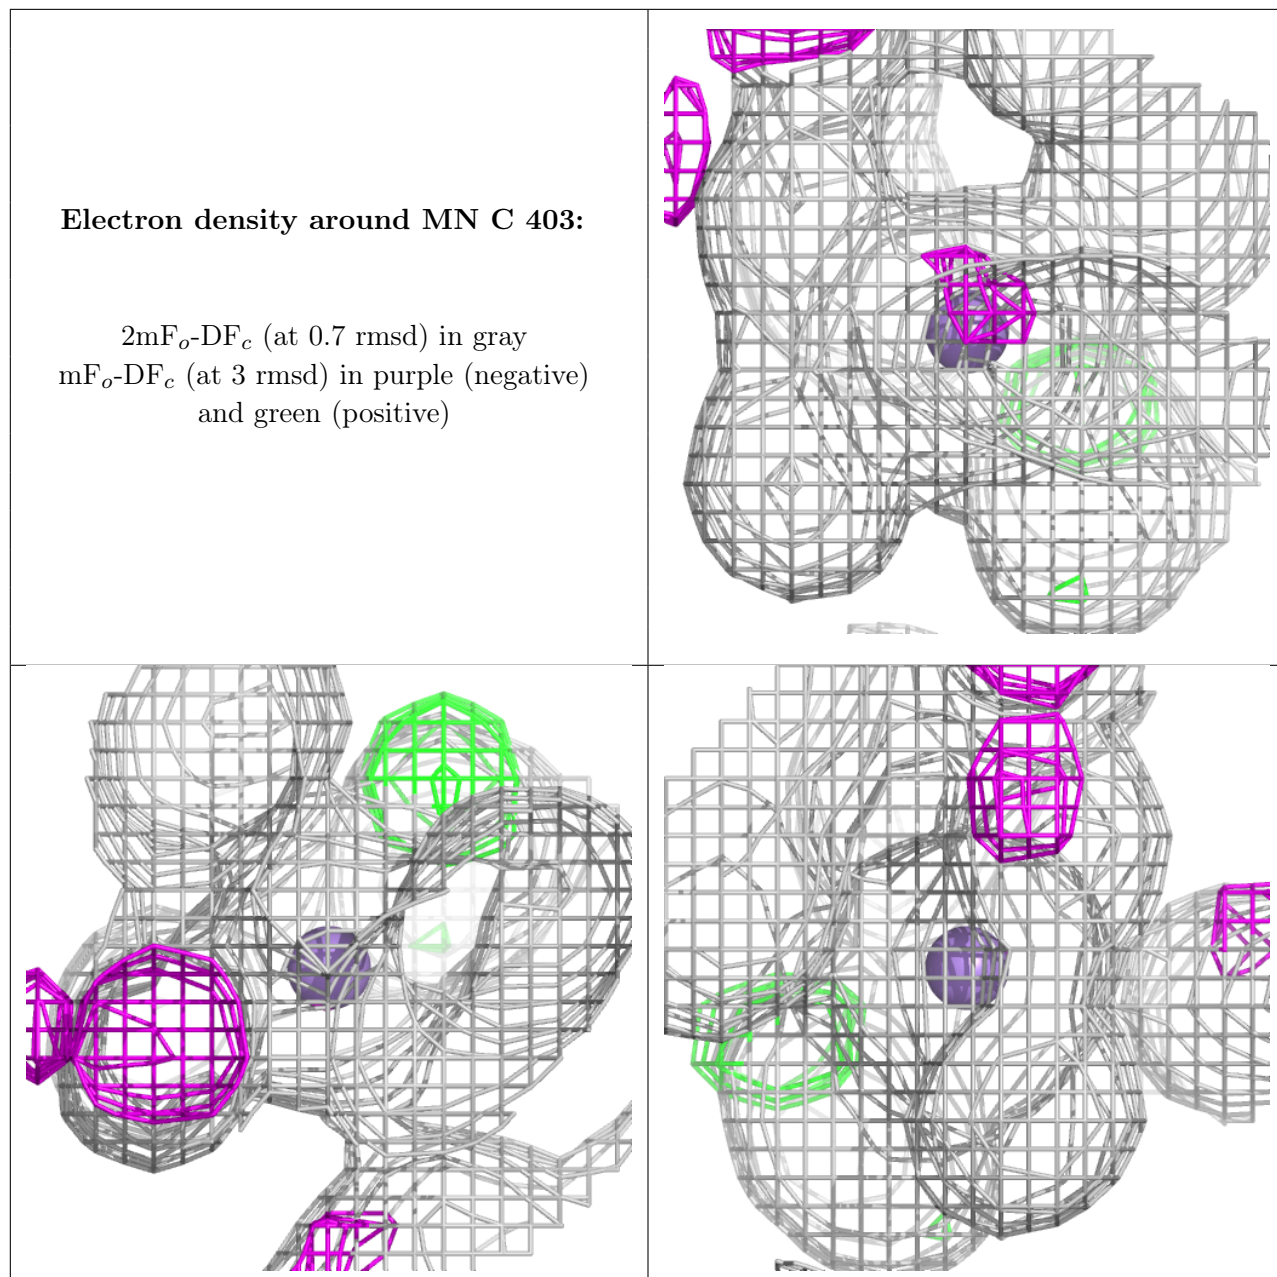 Electron density around MN C 403:
2mFo-DFc (at 0.7 rmsd) in gray
mFo-DFc (at 3 rmsd) in purple (negative)
and green (positive)